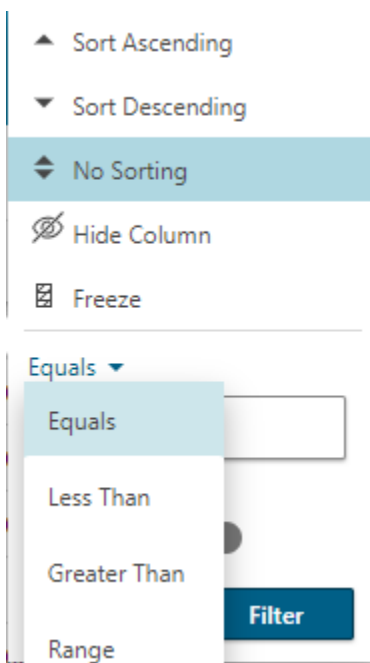 Sort Ascending
Sort Descending
No Sorting
Hide Column
Freeze
Equals
Equals
Less Than
Greater Than
Filter
Range